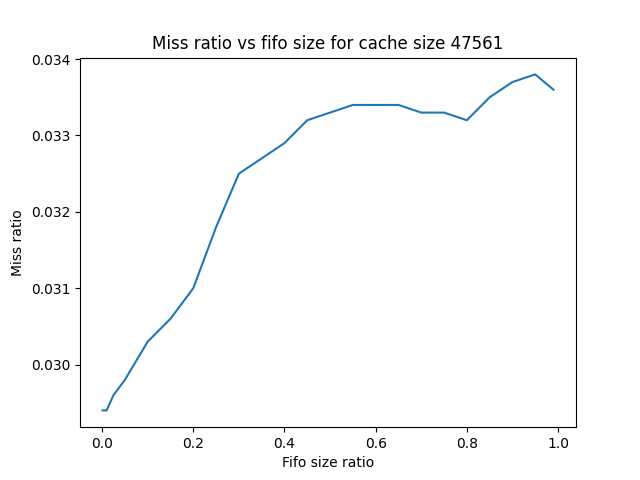 Miss ratio vs fifo size for cache size 47561
0.034
0.033
0.032
0.031
0.030
Miss ratio
0.0 0.2 0.4 0.6 0.8 1.0
Fifo size ratio